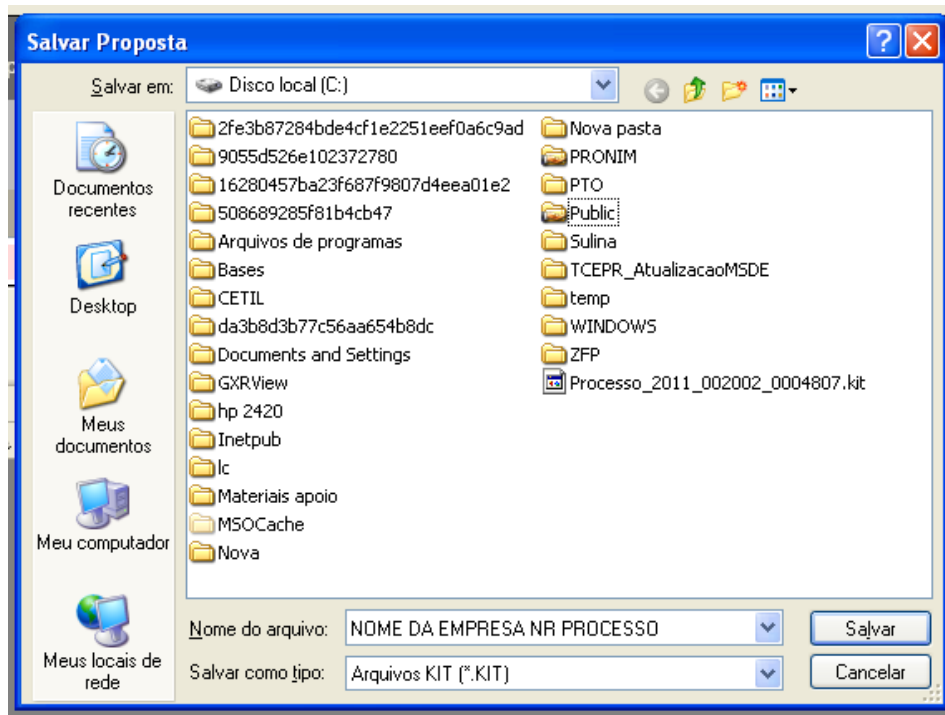 Salvar Proposta
Salvar em:
Disco local (C:)
Documentos
recentes
Desktop
Meus
documentos
Meu computador
Meus locais de
rede
2fe3b87284bde4cf1e2251eef0a6c9ad
9055d526e102372780
16280457ba23f687f9807d4eea01e2
508689285f81b4cb47
Arquivos de programas
Bases
CETIL
da3b8d3b77c56aa654b8dc
Documents and Settings
GXRView
hp 2420
Inetpub
lc
Materiais apoio
MSOCache
Nova
Nova pasta
PRONIM
PTO
Public
Sulina
TCEPR_AtualizacaoMSDE
temp
WINDOWS
ZFP
Processo_2011_002002_0004807.kit
Nome do arquivo:
NOME DA EMPRESA NR PROCESSO
Salvar
Salvar como tipo:
Arquivos KIT (*.KIT)
Cancelar